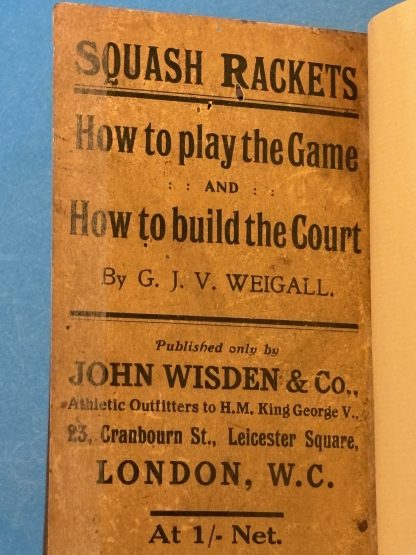 SQUASH RACKETS
How to play the Game
: : AND : :
How to build the Court
By G. J. V. WEIGALL.
Published only by
JOHN WISDEN & Co.,
Athletic Outfitters to H.M. King George V.,
23, Cranbourn St., Leicester Square,
LONDON, W.C.
At 1/- Net.